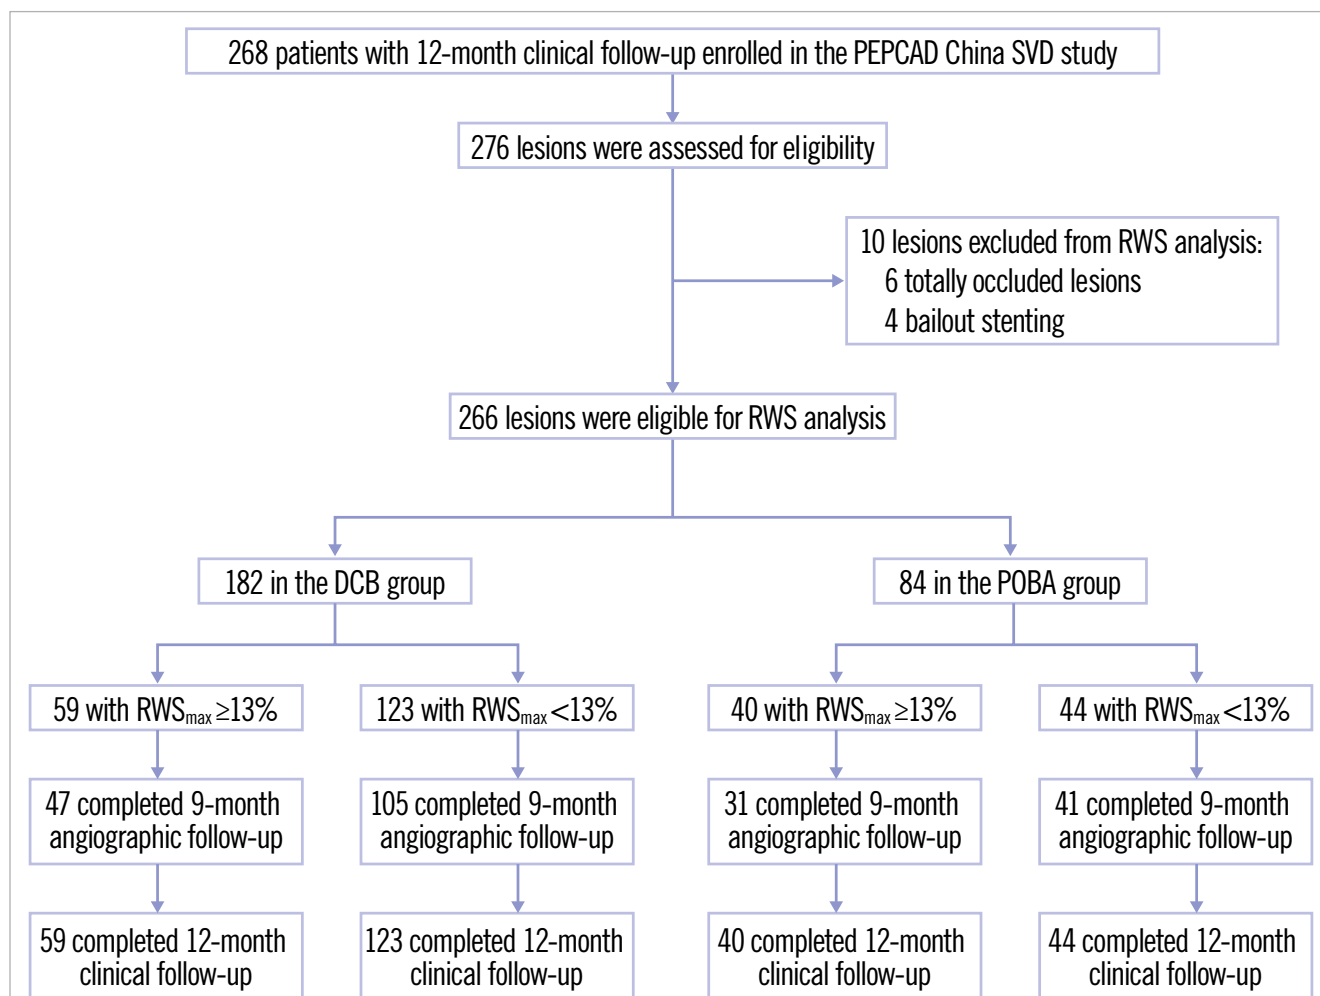 268 patients with 12-month clinical follow-up enrolled in the PEPCAD China SVD study
276 lesions were assessed for eligibility
10 lesions excluded from RWS analysis:
6 totally occluded lesions
4 bailout stenting
266 lesions were eligible for RWS analysis
182 in the DCB group
84 in the POBA group
59 with RWSmax ≥13%
123 with RWSmax <13%
40 with RWSmax ≥13%
44 with RWSmax <13%
47 completed 9-month
angiographic follow-up
105 completed 9-month
angiographic follow-up
31 completed 9-month
angiographic follow-up
41 completed 9-month
angiographic follow-up
59 completed 12-month
clinical follow-up
123 completed 12-month
clinical follow-up
40 completed 12-month
clinical follow-up
44 completed 12-month
clinical follow-up